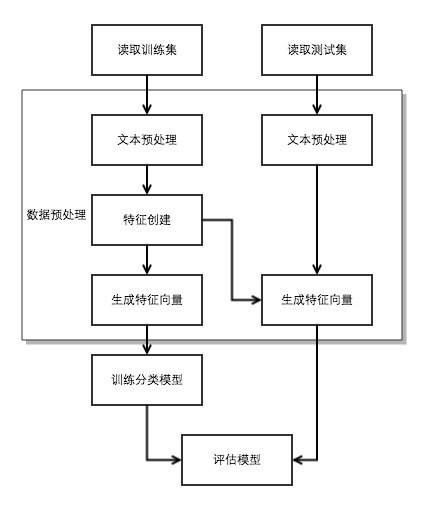 读取训练集
读取测试集
文本预处理
文本预处理
数据预处理
特征创建
生成特征向量
生成特征向量
训练分类模型
评估模型